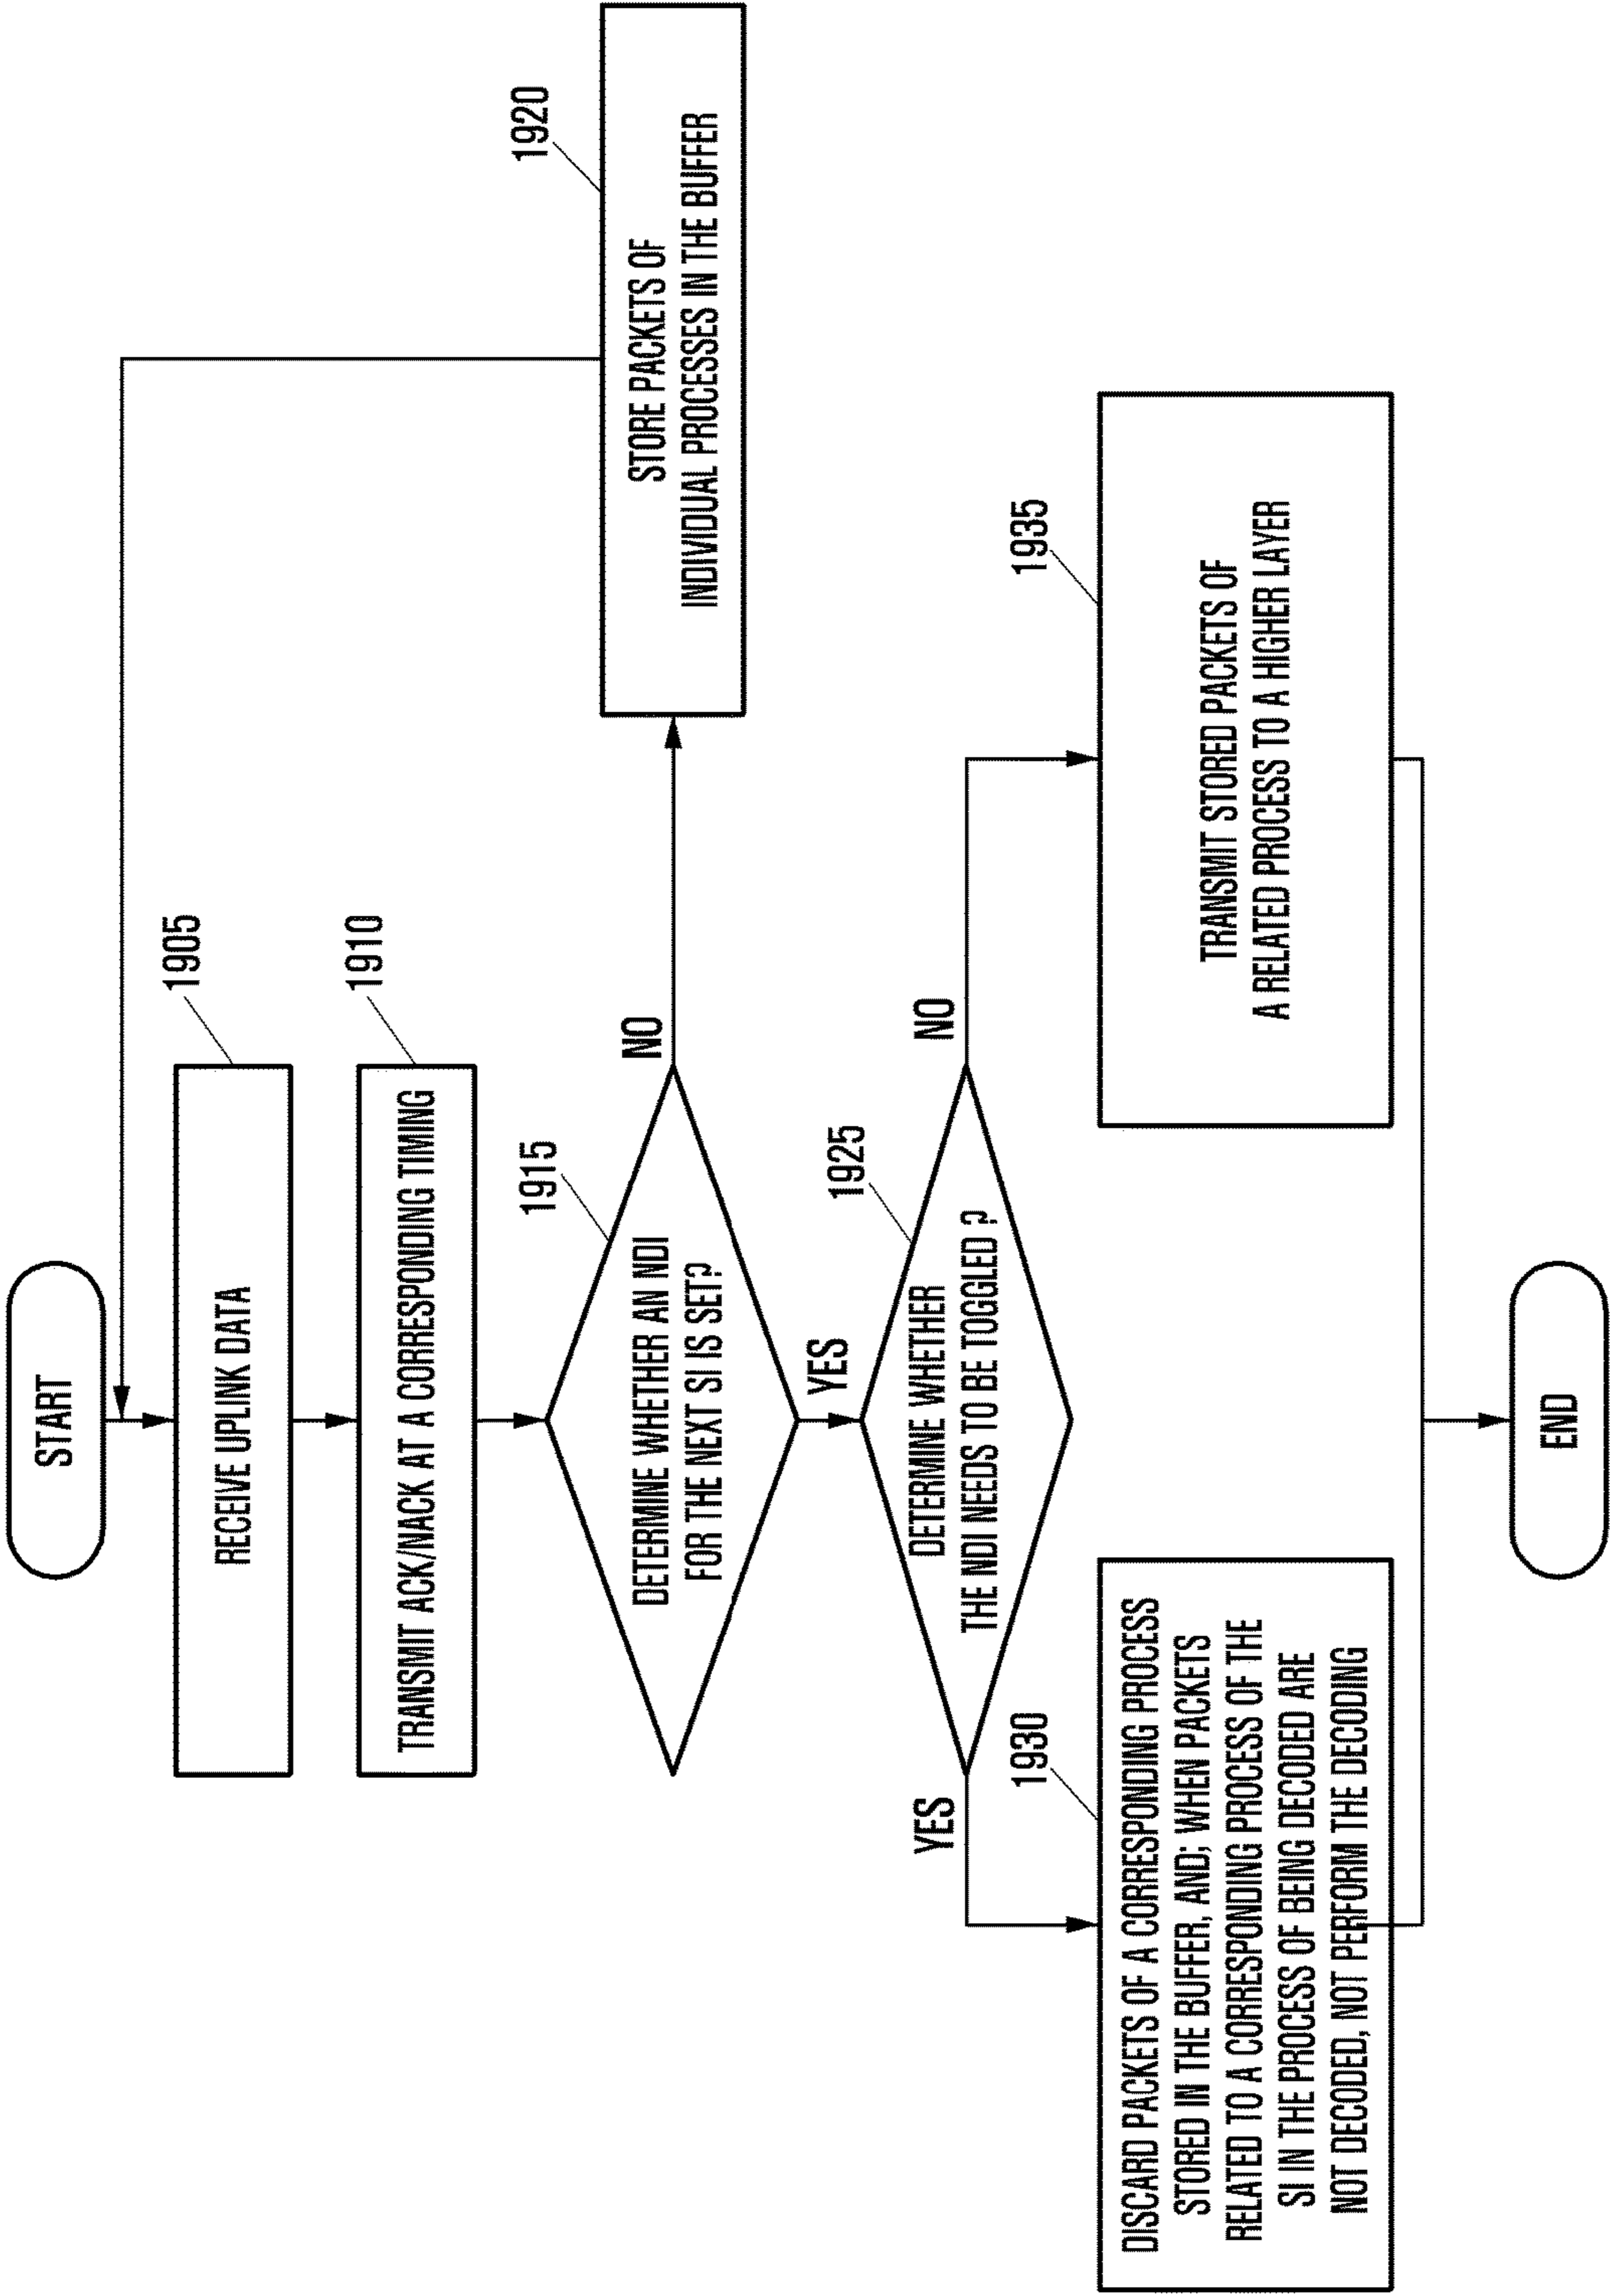 START
1905
RECEIVE UPLINK DATA
1910
TRANSMIT ACK/NACK AT A CORRESPONDING TIMING
1915
DETERMINE WHETHER AN NDI
FOR THE NEXT SI IS SET?
NO
1920
STORE PACKETS OF
INDIVIDUAL PROCESSES IN THE BUFFER
YES
1925
DETERMINE WHETHER
THE NDI NEEDS TO BE TOGGLED ?
YES
NO
1930
DISCARD PACKETS OF A CORRESPONDING PROCESS
STORED IN THE BUFFER, AND; WHEN PACKETS
RELATED TO A CORRESPONDING PROCESS OF THE
SI IN THE PROCESS OF BEING DECODED ARE
NOT DECODED, NOT PERFORM THE DECODING
1935
TRANSMIT STORED PACKETS OF
A RELATED PROCESS TO A HIGHER LAYER
END